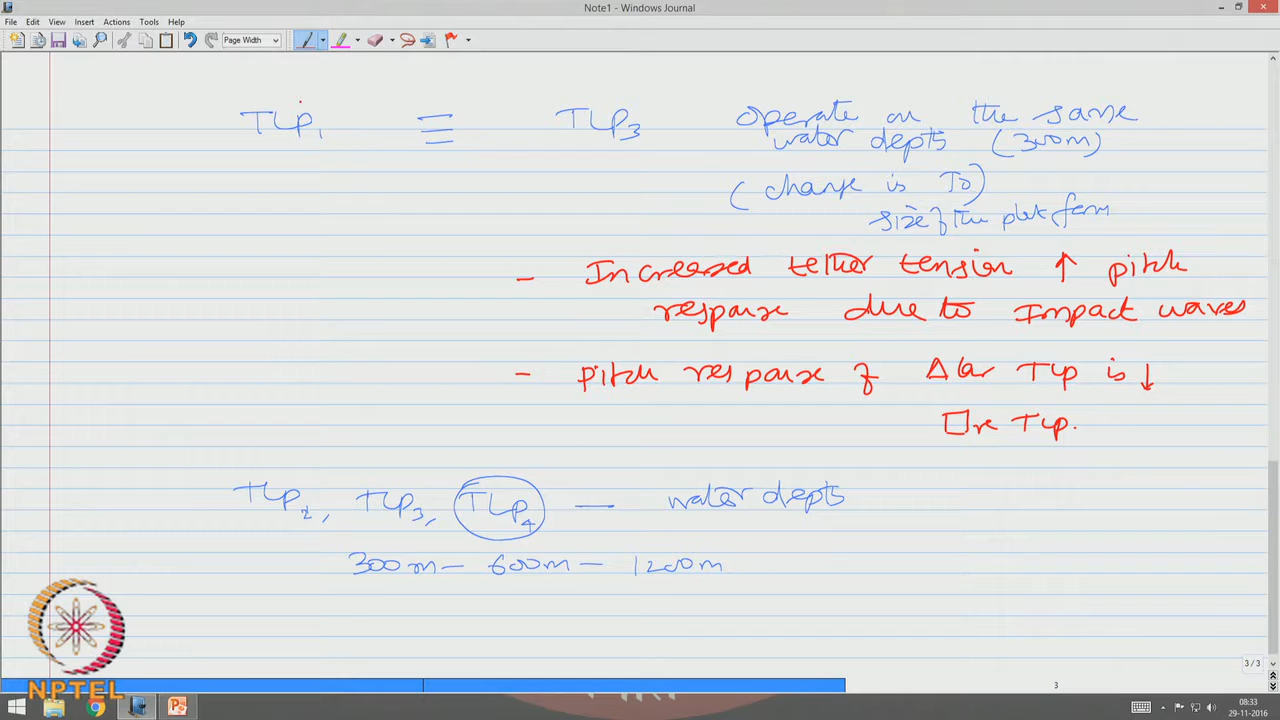 Note1 - Windows Journal
File Edit View Insert Actions Tools Help
Page Width
TLP1 ≡ TLP3 operate on the same
water depts (300m)
(change is To)
size of the platform
- Increased tether tension ↑ pitch
response due to Impact waves
- Pitch response of Δlar TLP is ↓
□re TLP.
TLP2, TLP3, TLP4 — water depts
300m - 600m - 1200m
3/3
3
NPTEL
08:33
29-11-2016